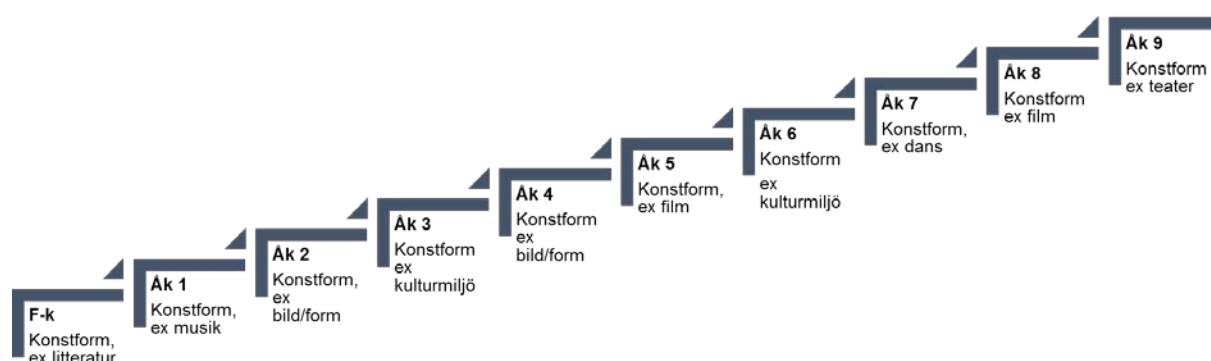 F-k
Konstform,
ex litteratur
Åk 1
Konstform,
ex musik
Åk 2
Konstform,
ex
bild/form
Åk 3
Konstform
ex
kulturmiljö
Åk 4
Konstform
ex
bild/form
Åk 5
Konstform,
ex film
Åk 6
Konstform
ex
kulturmiljö
Åk 7
Konstform,
ex dans
Åk 8
Konstform
ex film
Åk 9
Konstform
ex teater